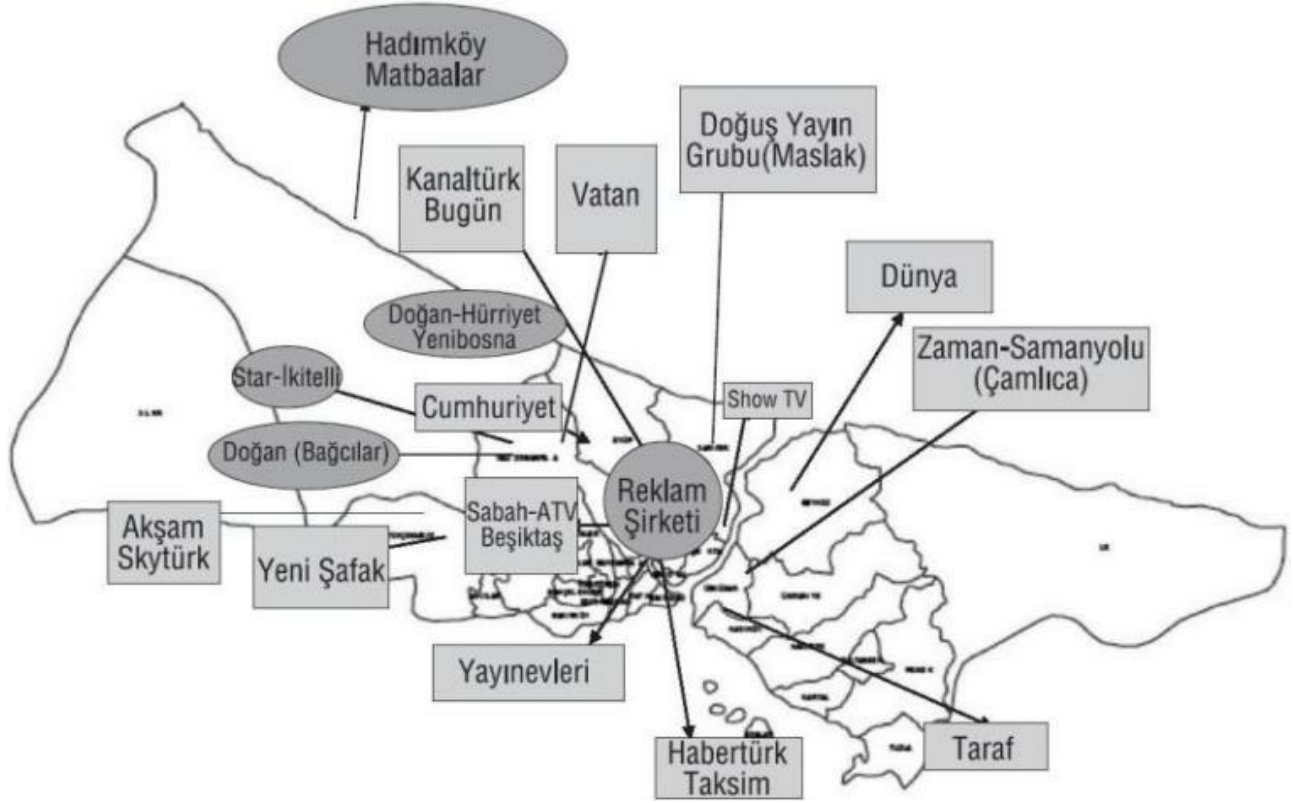 Hadımköy
Matbaalar
Doğuş Yayın
Grubu(Maslak)
Kanaltürk
Bugün
Vatan
Dünya
Doğan-Hürriyet
Yenibosna
Zaman-Samanyolu
(Çamlıca)
Star-İkitelli
Cumhuriyet
Show TV
Doğan (Bağcılar)
Reklam
Şirketi
Sabah-ATV
Beşiktaş
Akşam
Skytürk
Yeni Şafak
Yayınevleri
Habertürk
Taksim
Taraf